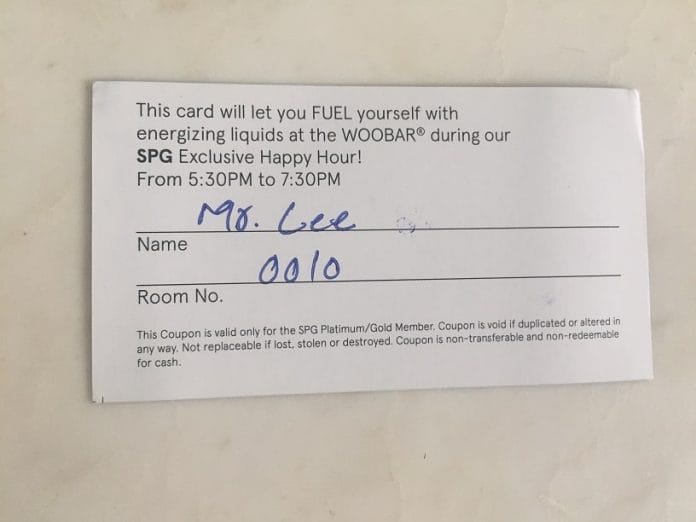 This card will let you FUEL yourself with
energizing liquids at the WOOBAR® during our
SPG Exclusive Happy Hour!
From 5:30PM to 7:30PM
Mr. Lee
Name
0010
Room No.
This Coupon is valid only for the SPG Platimum/Gold Member. Coupon is void if duplicated or altered in
any way. Not replaceable if lost, stolen or destroyed. Coupon is non-transferable and non-redeemable
for cash.